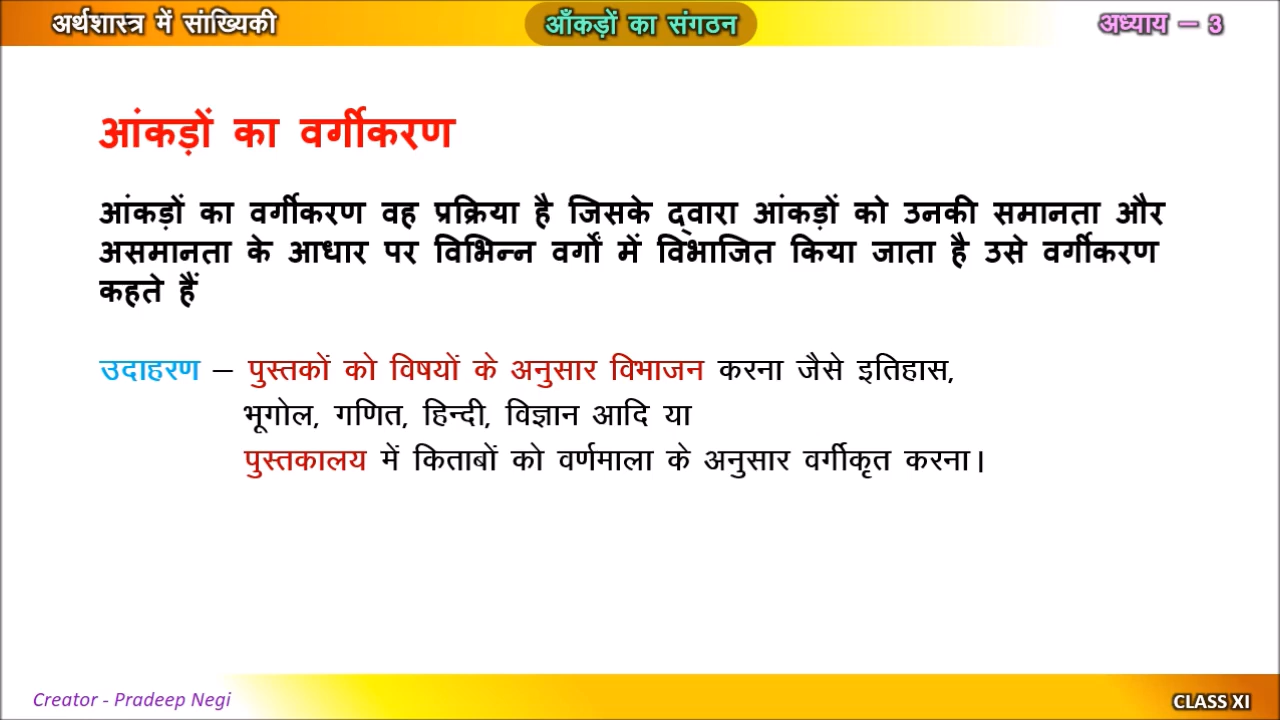 अर्थशास्त्र में सांख्यिकी
आँकड़ों का संगठन
अध्याय – 3
आंकड़ों का वर्गीकरण
आंकड़ों का वर्गीकरण वह प्रक्रिया है जिसके द्वारा आंकड़ों को उनकी समानता और
असमानता के आधार पर विभिन्न वर्गों में विभाजित किया जाता है उसे वर्गीकरण
कहते हैं
उदाहरण – पुस्तकों को विषयों के अनुसार विभाजन करना जैसे इतिहास,
भूगोल, गणित, हिन्दी, विज्ञान आदि या
पुस्तकालय में किताबों को वर्णमाला के अनुसार वर्गीकृत करना।
Creator - Pradeep Negi
CLASS XI